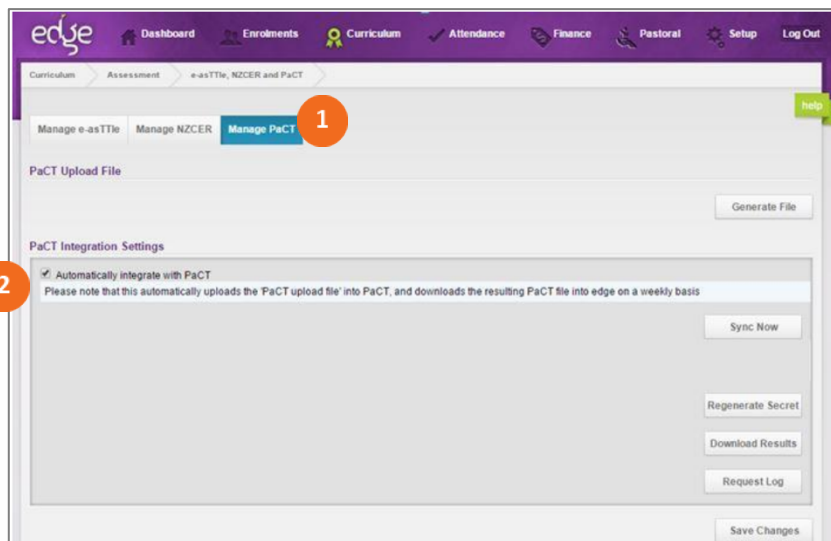 edge Dashboard Enrolments Curriculum Attendance Finance Pastoral Setup Log Out
Curriculum Assessment e-asTTle, NZCER and PaCT
help
Manage e-asTTle Manage NZCER Manage PaCT 1
PaCT Upload File
Generate File
PaCT Integration Settings
2 Automatically integrate with PaCT
Please note that this automatically uploads the 'PaCT upload file' into PaCT, and downloads the resulting PaCT file into edge on a weekly basis
Sync Now
Regenerate Secret
Download Results
Request Log
Save Changes